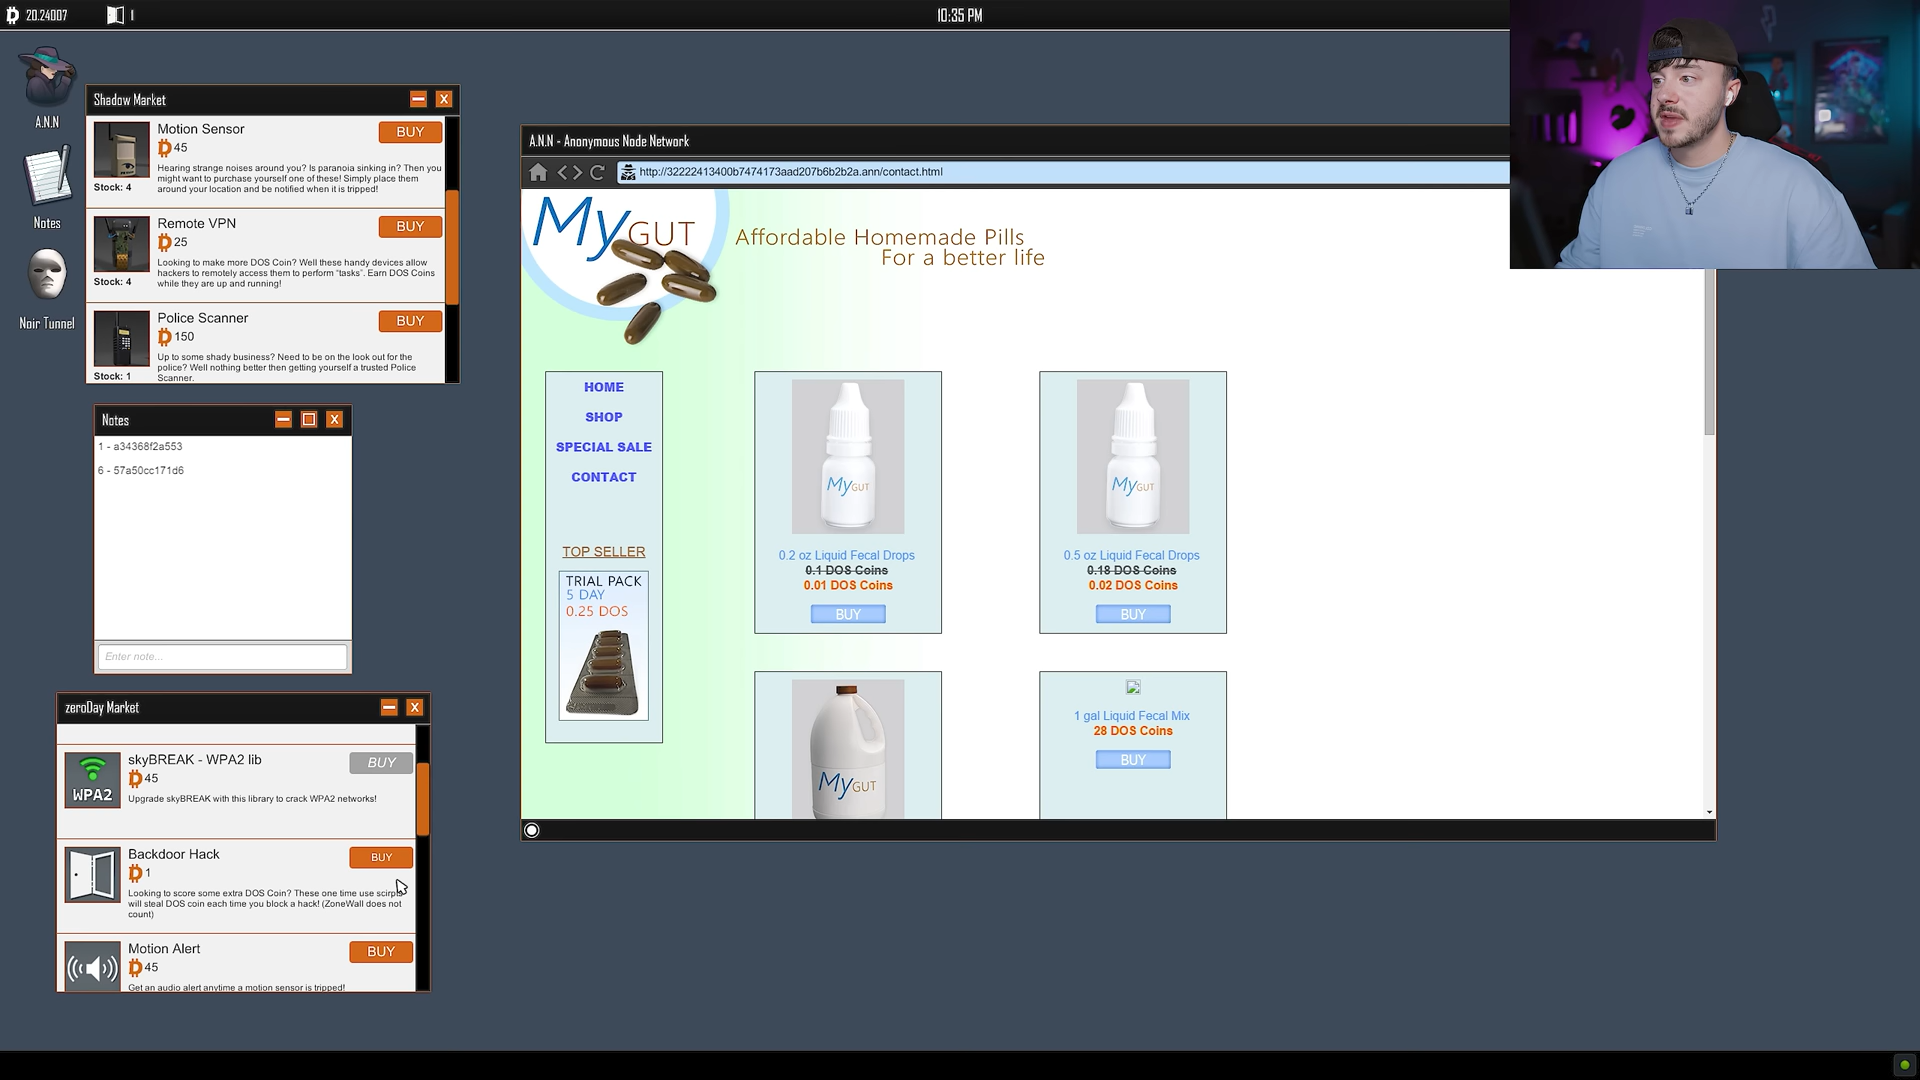 20.24007
1
10:35 PM
A.N.N
Notes
Noir Tunnel
Shadow Market
Motion Sensor
BUY
45
Hearing strange noises around you? Is paranoia sinking in? Then you
might want to purchase yourself one of these! Simply place them
around your location and be notified when it is tripped!
Stock: 4
Remote VPN
BUY
25
Looking to make more DOS Coin? Well these handy devices allow
hackers to remotely access them to perform "tasks". Earn DOS Coins
while they are up and running!
Stock: 4
Police Scanner
BUY
150
Up to some shady business? Need to be on the look out for the
police? Well nothing better then getting yourself a trusted Police
Scanner.
Stock: 1
Notes
1 - a34368f2a553
6 - 57a50cc171d6
Enter note...
zeroDay Market
skyBREAK - WPA2 lib
BUY
45
WPA2
Upgrade skyBREAK with this library to crack WPA2 networks!
Backdoor Hack
BUY
1
Looking to score some extra DOS Coin? These one time use scirpts
will steal DOS coin each time you block a hack! (ZoneWall does not
count)
Motion Alert
BUY
45
Get an audio alert anytime a motion sensor is tripped!
A.N.N - Anonymous Node Network
http://32222413400b7474173aad207b6b2b2a.ann/contact.html
My GUT
Affordable Homemade Pills
For a better life
HOME
SHOP
SPECIAL SALE
CONTACT
TOP SELLER
TRIAL PACK
5 DAY
0.25 DOS
My GUT
0.2 oz Liquid Fecal Drops
0.1 DOS Coins
0.01 DOS Coins
BUY
My GUT
0.5 oz Liquid Fecal Drops
0.18 DOS Coins
0.02 DOS Coins
BUY
My GUT
1 gal Liquid Fecal Mix
28 DOS Coins
BUY